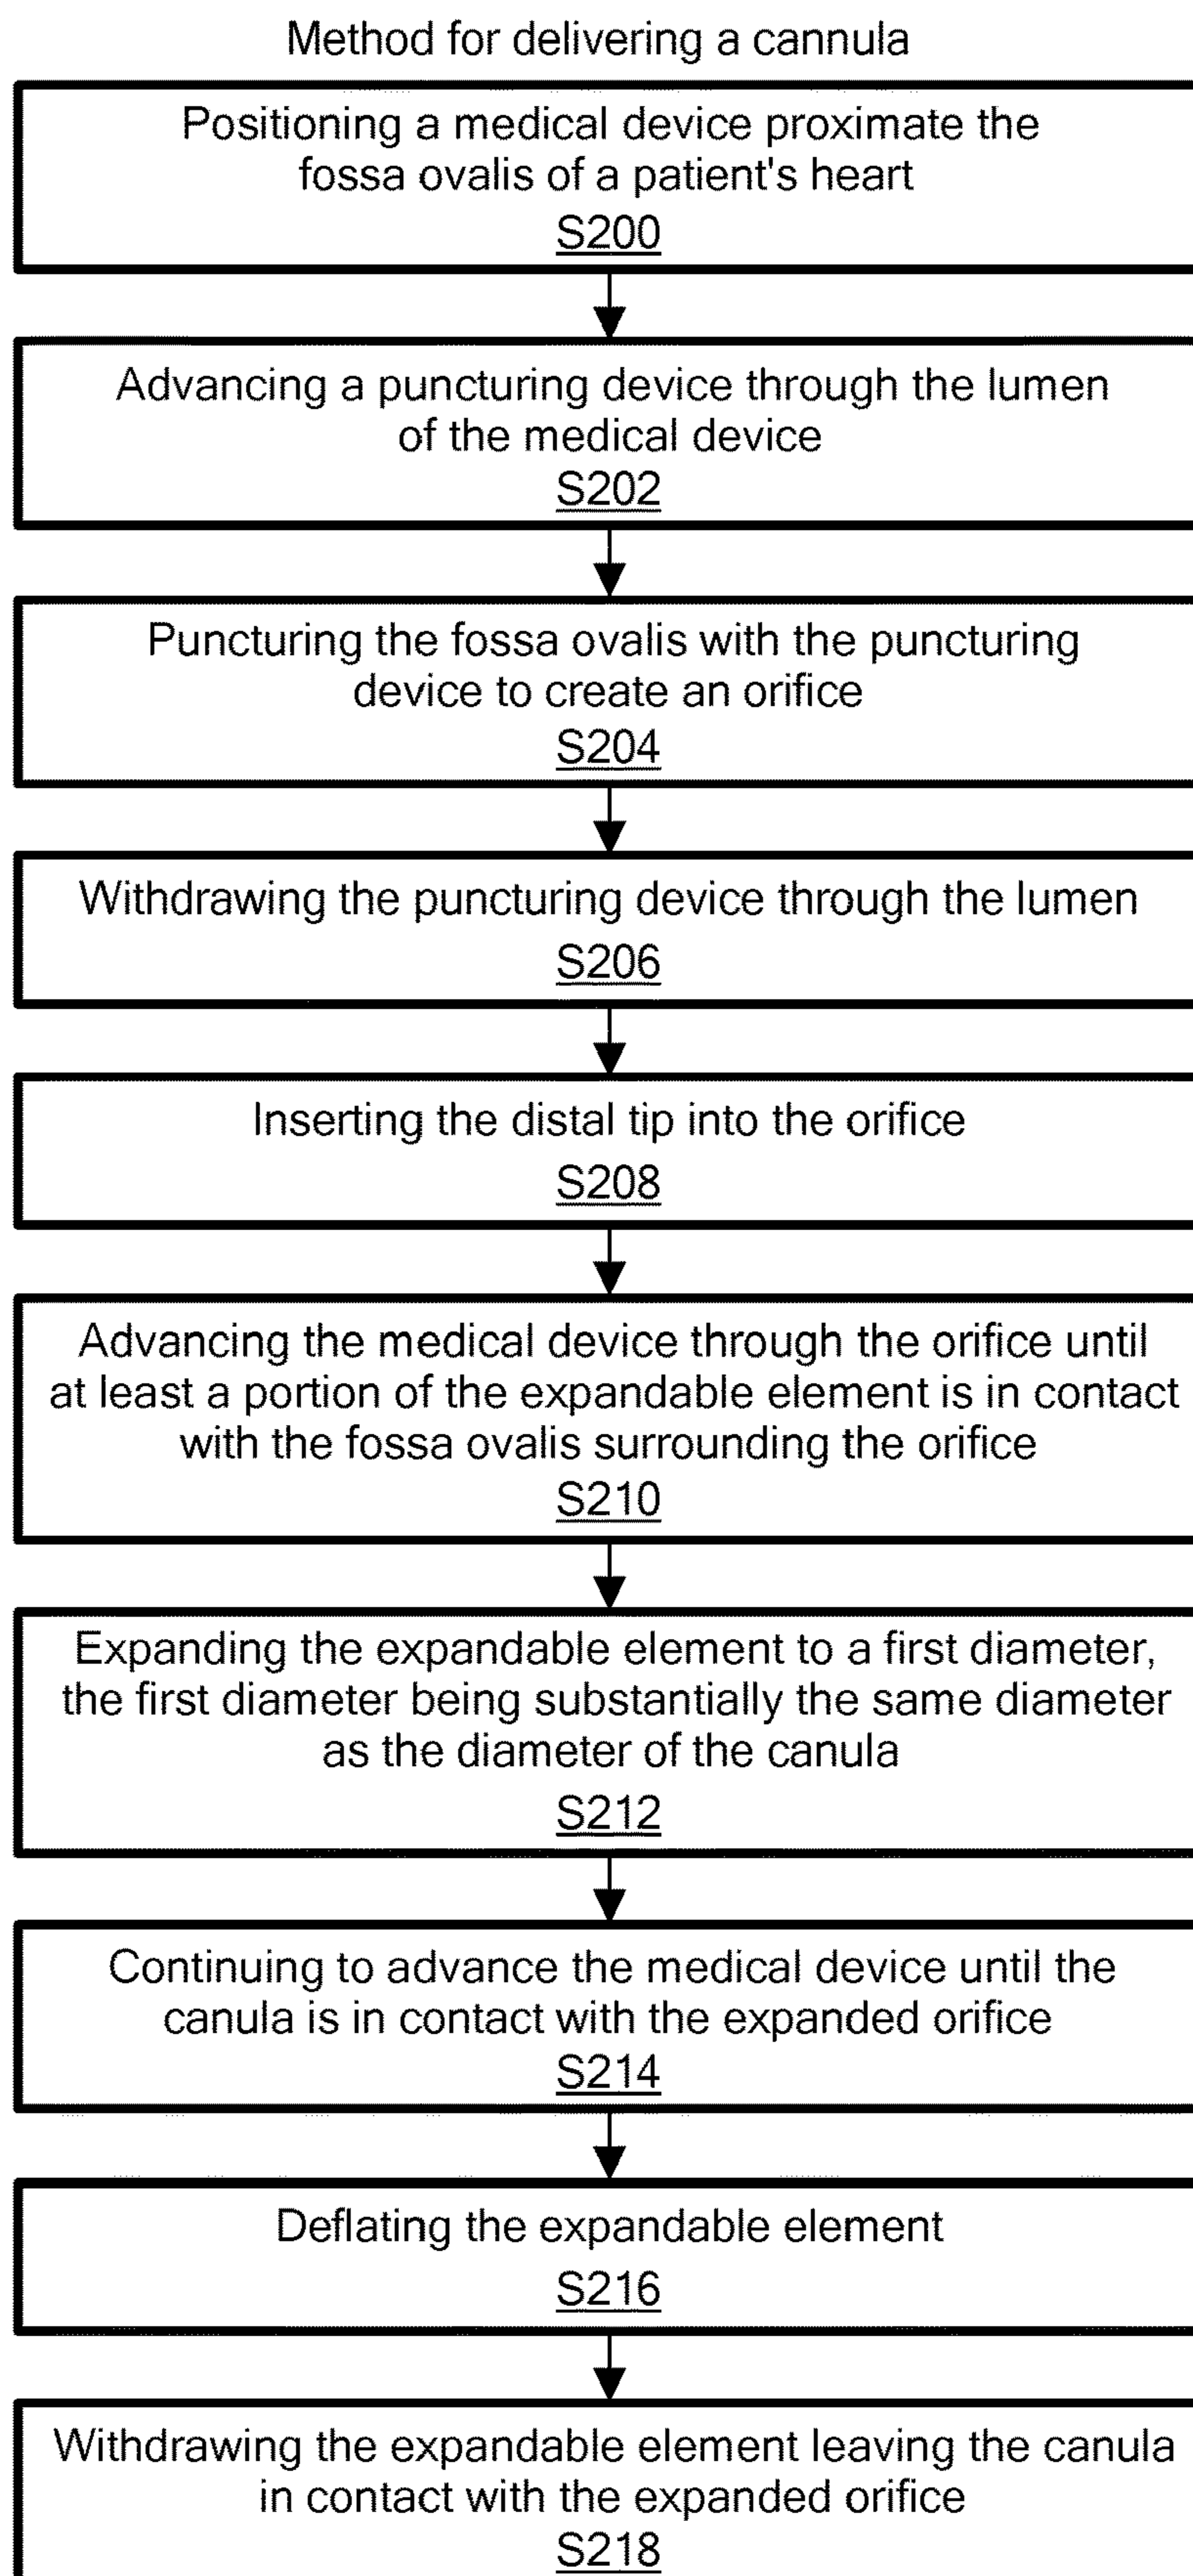 Method for delivering a cannula
Positioning a medical device proximate the
fossa ovalis of a patient's heart
S200
Advancing a puncturing device through the lumen
of the medical device
S202
Puncturing the fossa ovalis with the puncturing
device to create an orifice
S204
Withdrawing the puncturing device through the lumen
S206
Inserting the distal tip into the orifice
S208
Advancing the medical device through the orifice until
at least a portion of the expandable element is in contact
with the fossa ovalis surrounding the orifice
S210
Expanding the expandable element to a first diameter,
the first diameter being substantially the same diameter
as the diameter of the canula
S212
Continuing to advance the medical device until the
canula is in contact with the expanded orifice
S214
Deflating the expandable element
S216
Withdrawing the expandable element leaving the canula
in contact with the expanded orifice
S218